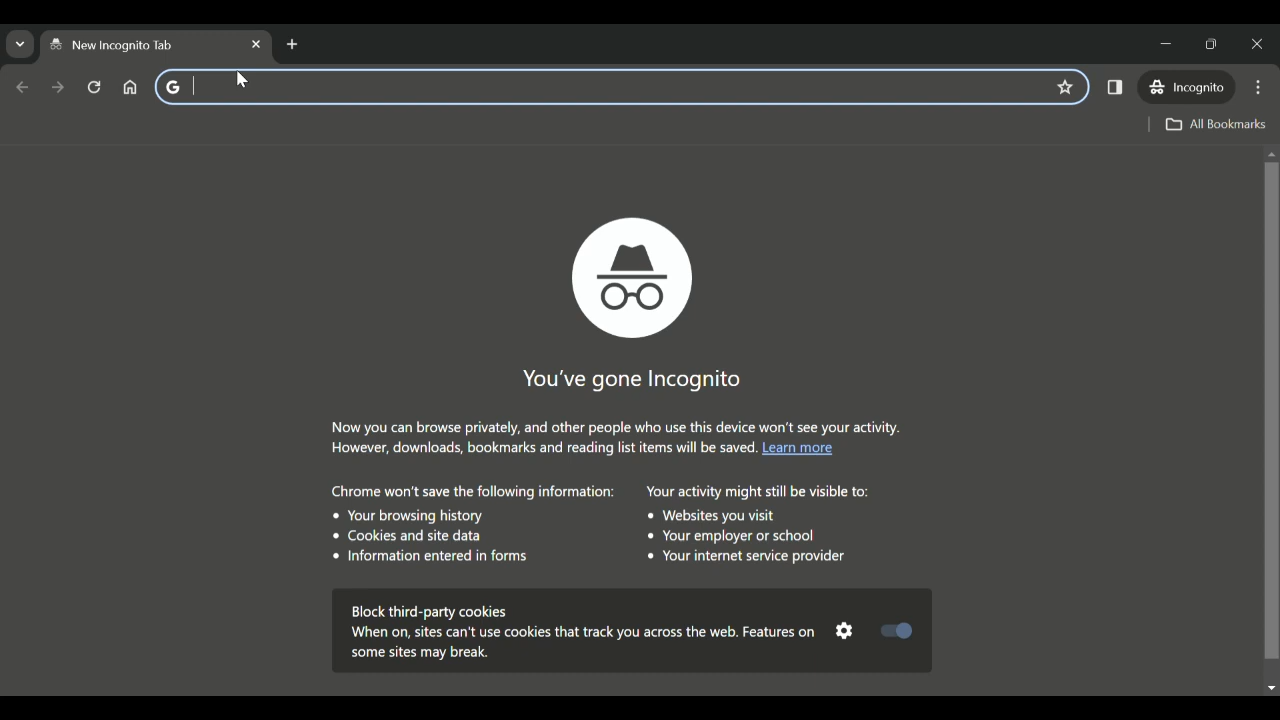 New Incognito Tab
G
Incognito
All Bookmarks
You've gone Incognito
Now you can browse privately, and other people who use this device won't see your activity.
However, downloads, bookmarks and reading list items will be saved. Learn more
Chrome won't save the following information:
• Your browsing history
• Cookies and site data
• Information entered in forms
Your activity might still be visible to:
• Websites you visit
• Your employer or school
• Your internet service provider
Block third-party cookies
When on, sites can't use cookies that track you across the web. Features on
some sites may break.